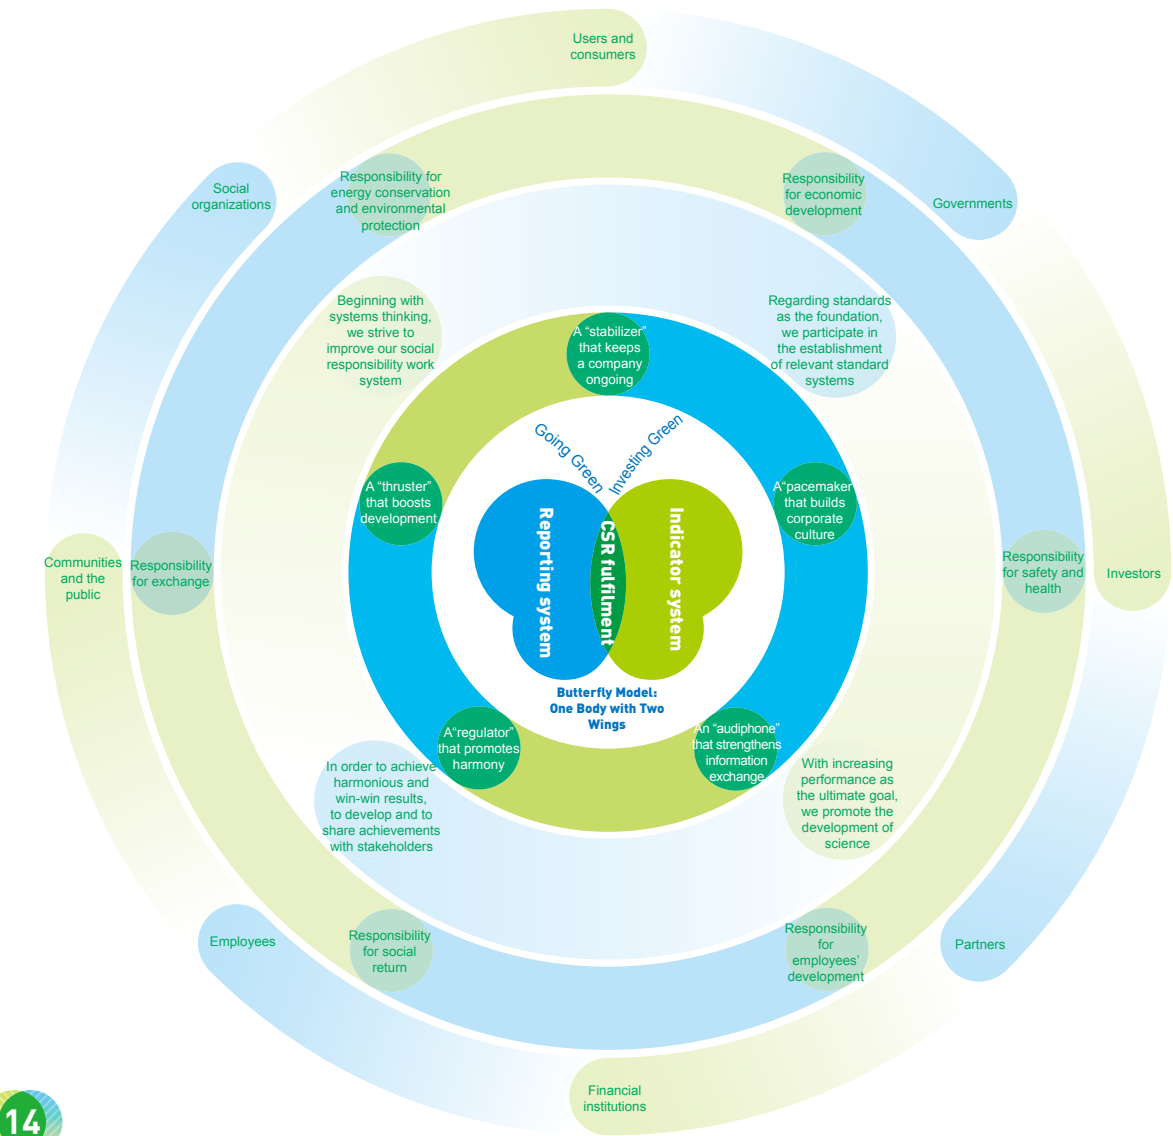 Users and
consumers
Social
organizations
Governments
Responsibility for
energy conservation
and environmental
protection
Responsibility
for economic
development
Beginning with
systems thinking,
we strive to
improve our social
responsibility work
system
Regarding standards
as the foundation,
we participate in
the establishment
of relevant standard
systems
A “stabilizer”
that keeps
a company
ongoing
Going Green
Investing Green
A “thruster”
that boosts
development
A“pacemaker
that builds
corporate
culture
Reporting system
CSR fulfilment
Indicator system
Communities
and the
public
Responsibility
for exchange
Responsibility
for safety and
health
Investors
Butterfly Model:
One Body with Two
Wings
A“regulator”
that promotes
harmony
An “audiphone”
that strengthens
information
exchange
In order to achieve
harmonious and
win-win results,
to develop and to
share achievements
with stakeholders
With increasing
performance as
the ultimate goal,
we promote the
development of
science
Employees
Responsibility
for social
return
Responsibility
for
employees’
development
Partners
Financial
institutions
14